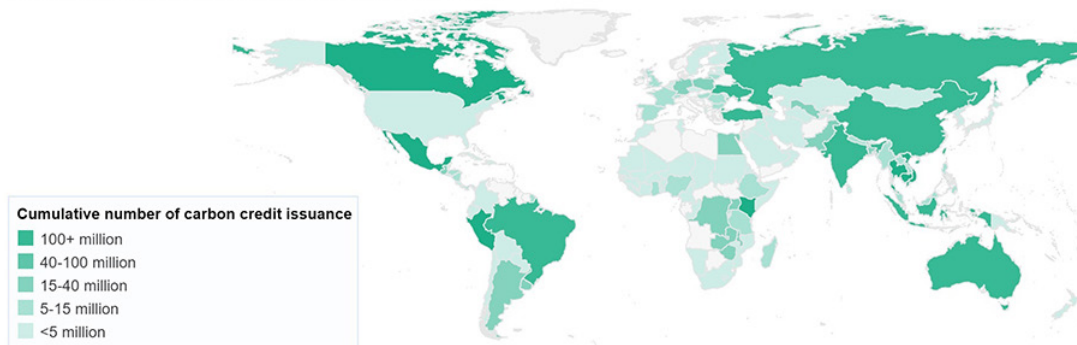 Cumulative number of carbon credit issuance
100+ million
40-100 million
15-40 million
5-15 million
<5 million